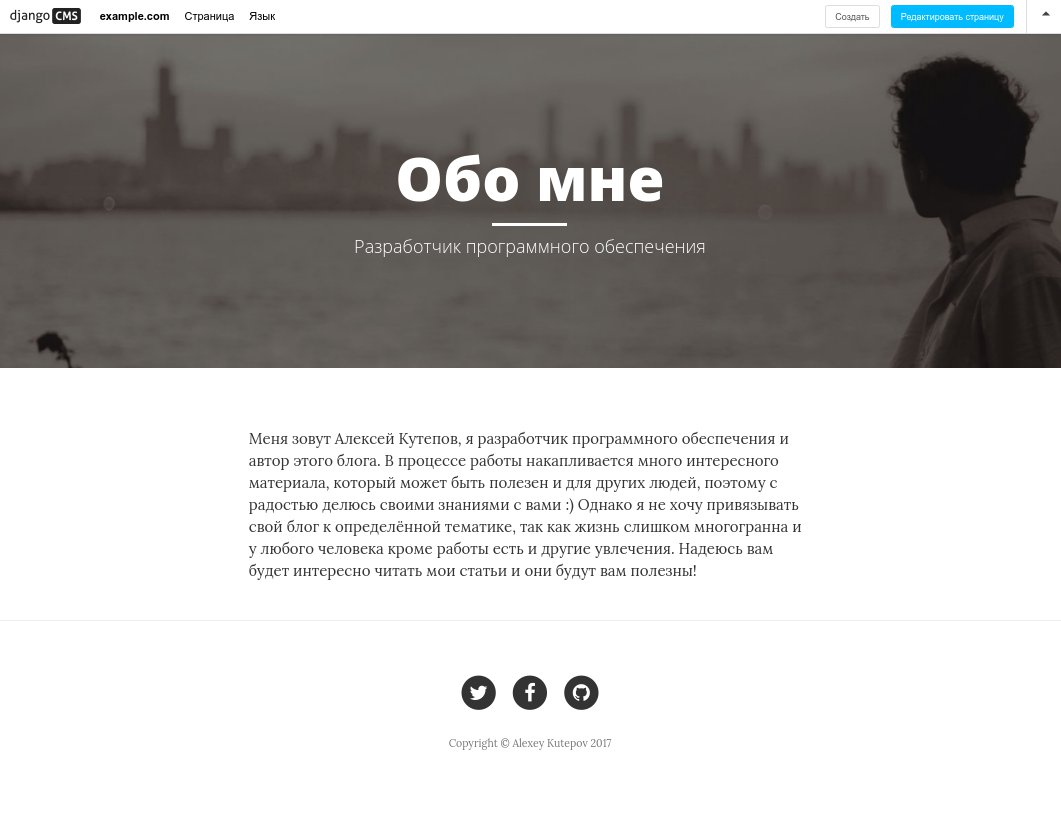 django CMS example.com Страница Язык Создать Редактировать страницу
Обо мне
Разработчик программного обеспечения
Меня зовут Алексей Кутепов, я разработчик программного обеспечения и
автор этого блога. В процессе работы накапливается много интересного
материала, который может быть полезен и для других людей, поэтому с
радостью делюсь своими знаниями с вами :) Однако я не хочу привязывать
свой блог к определённой тематике, так как жизнь слишком многогранна и
у любого человека кроме работы есть и другие увлечения. Надеюсь вам
будет интересно читать мои статьи и они будут вам полезны!
Copyright © Alexey Kutepov 2017